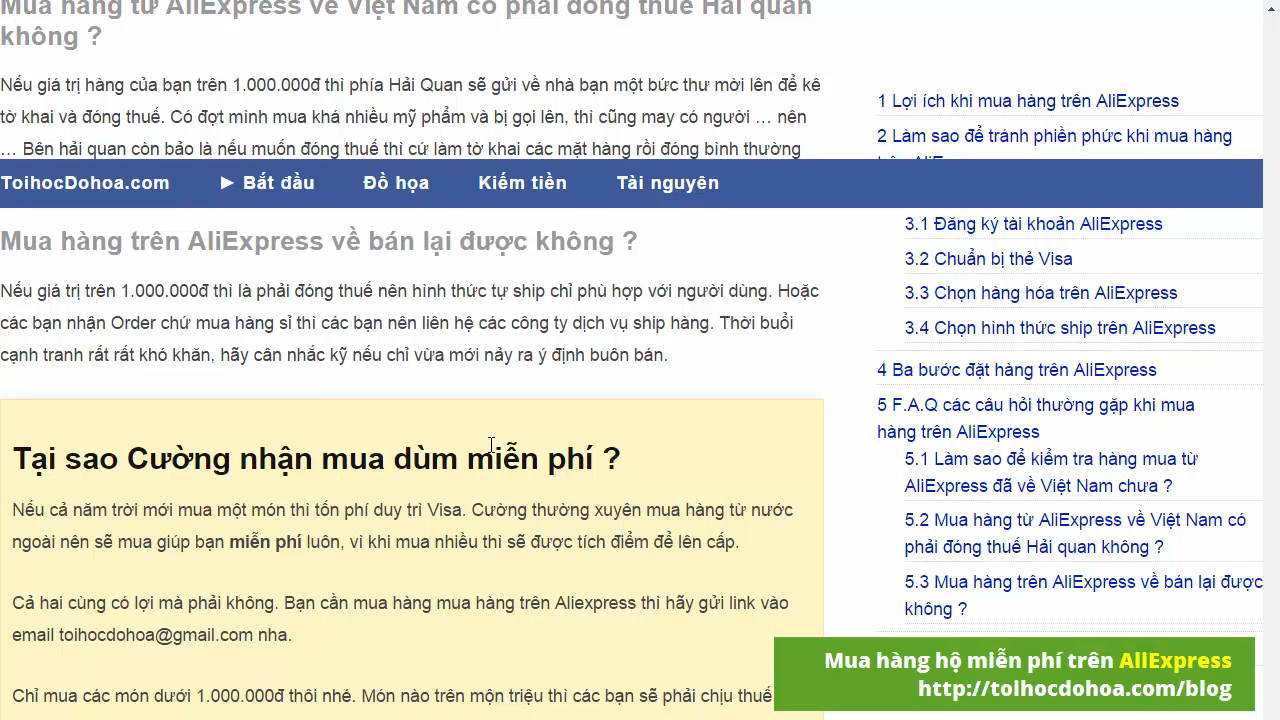 Mua hàng từ AliExpress về Việt Nam có phải đóng thuế Hải quan
không ?
Nếu giá trị hàng của bạn trên 1.000.000đ thì phía Hải Quan sẽ gửi về nhà bạn một bức thư mời lên để kê
tờ khai và đóng thuế. Có đợt mình mua khá nhiều mỹ phẩm và bị gọi lên, thì cũng may có người … nên
… Bên hải quan còn bảo là nếu muốn đóng thuế thì cứ làm tờ khai các mặt hàng rồi đóng bình thường
ToihocDohoa.com ► Bắt đầu Đồ họa Kiếm tiền Tài nguyên
Mua hàng trên AliExpress về bán lại được không ?
Nếu giá trị trên 1.000.000đ thì là phải đóng thuế nên hình thức tự ship chỉ phù hợp với người dùng. Hoặc
các bạn nhận Order chứ mua hàng sỉ thì các bạn nên liên hệ các công ty dịch vụ ship hàng. Thời buổi
cạnh tranh rất rất khó khăn, hãy cân nhắc kỹ nếu chỉ vừa mới nảy ra ý định buôn bán.
Tại sao Cường nhận mua dùm miễn phí ?
Nếu cả năm trời mới mua một món thì tốn phí duy trì Visa. Cường thường xuyên mua hàng từ nước
ngoài nên sẽ mua giúp bạn miễn phí luôn, vì khi mua nhiều thì sẽ được tích điểm để lên cấp.
Cả hai cùng có lợi mà phải không. Bạn cần mua hàng mua hàng trên Aliexpress thì hãy gửi link vào
email toihocdohoa@gmail.com nha.
Chỉ mua các món dưới 1.000.000đ thôi nhé. Món nào trên mộn triệu thì các bạn sẽ phải chịu thuế
1 Lợi ích khi mua hàng trên AliExpress
2 Làm sao để tránh phiền phức khi mua hàng
trên AliE
3.1 Đăng ký tài khoản AliExpress
3.2 Chuẩn bị thẻ Visa
3.3 Chọn hàng hóa trên AliExpress
3.4 Chọn hình thức ship trên AliExpress
4 Ba bước đặt hàng trên AliExpress
5 F.A.Q các câu hỏi thường gặp khi mua
hàng trên AliExpress
5.1 Làm sao để kiểm tra hàng mua từ
AliExpress đã về Việt Nam chưa ?
5.2 Mua hàng từ AliExpress về Việt Nam có
phải đóng thuế Hải quan không ?
5.3 Mua hàng trên AliExpress về bán lại được
không ?
Mua hàng hộ miễn phí trên AliExpress
http://toihocdohoa.com/blog